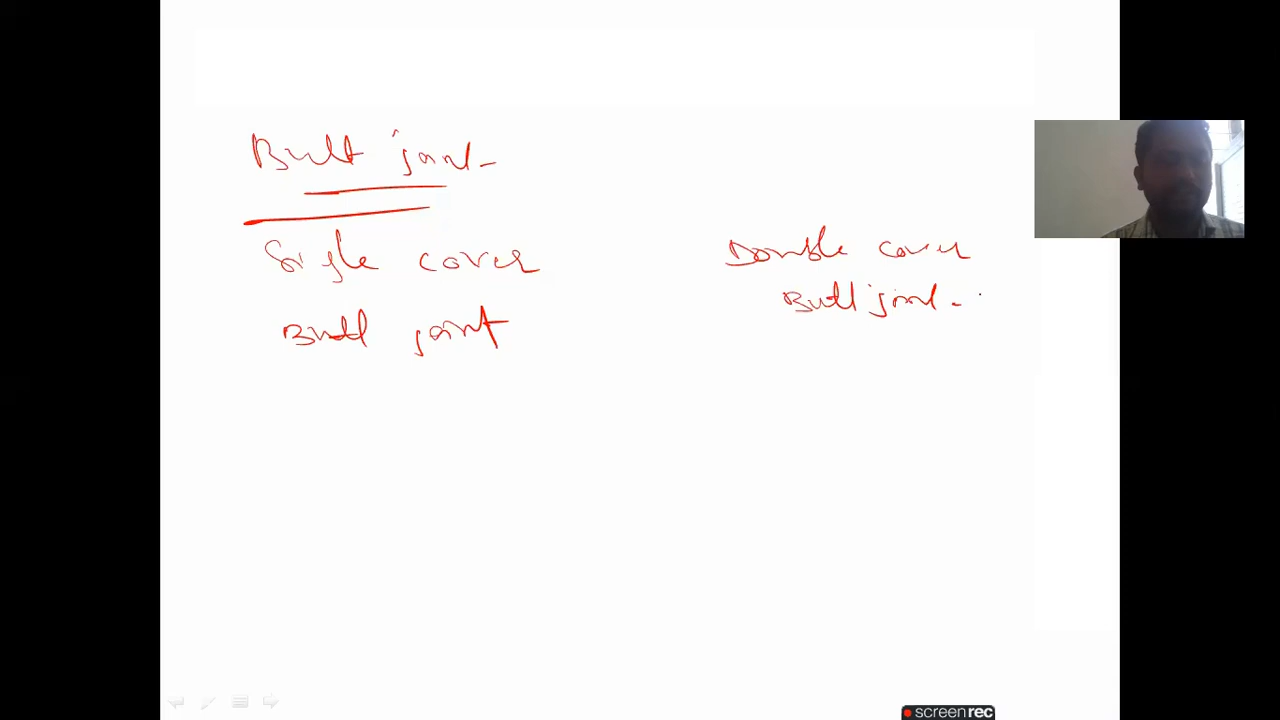 Butt joint -
Single cover
Butt joint
Double cover
Butt joint -
screenrec